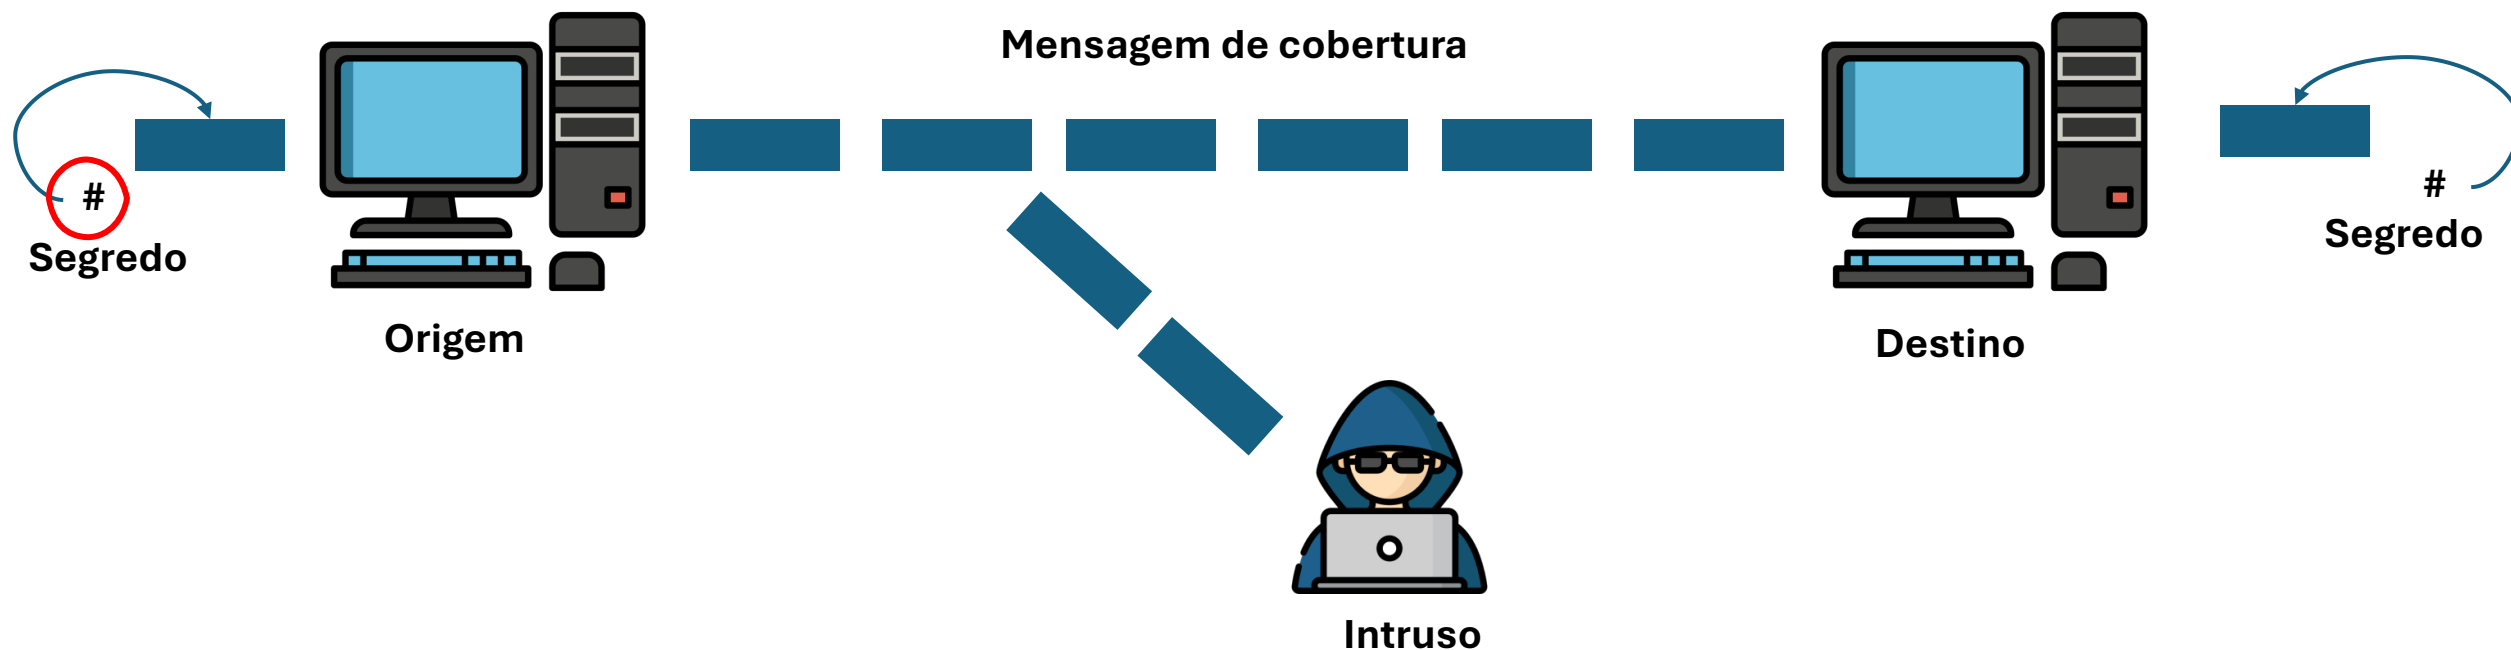 Mensagem de cobertura
#
Segredo
#
Segredo
Origem
Destino
Intruso